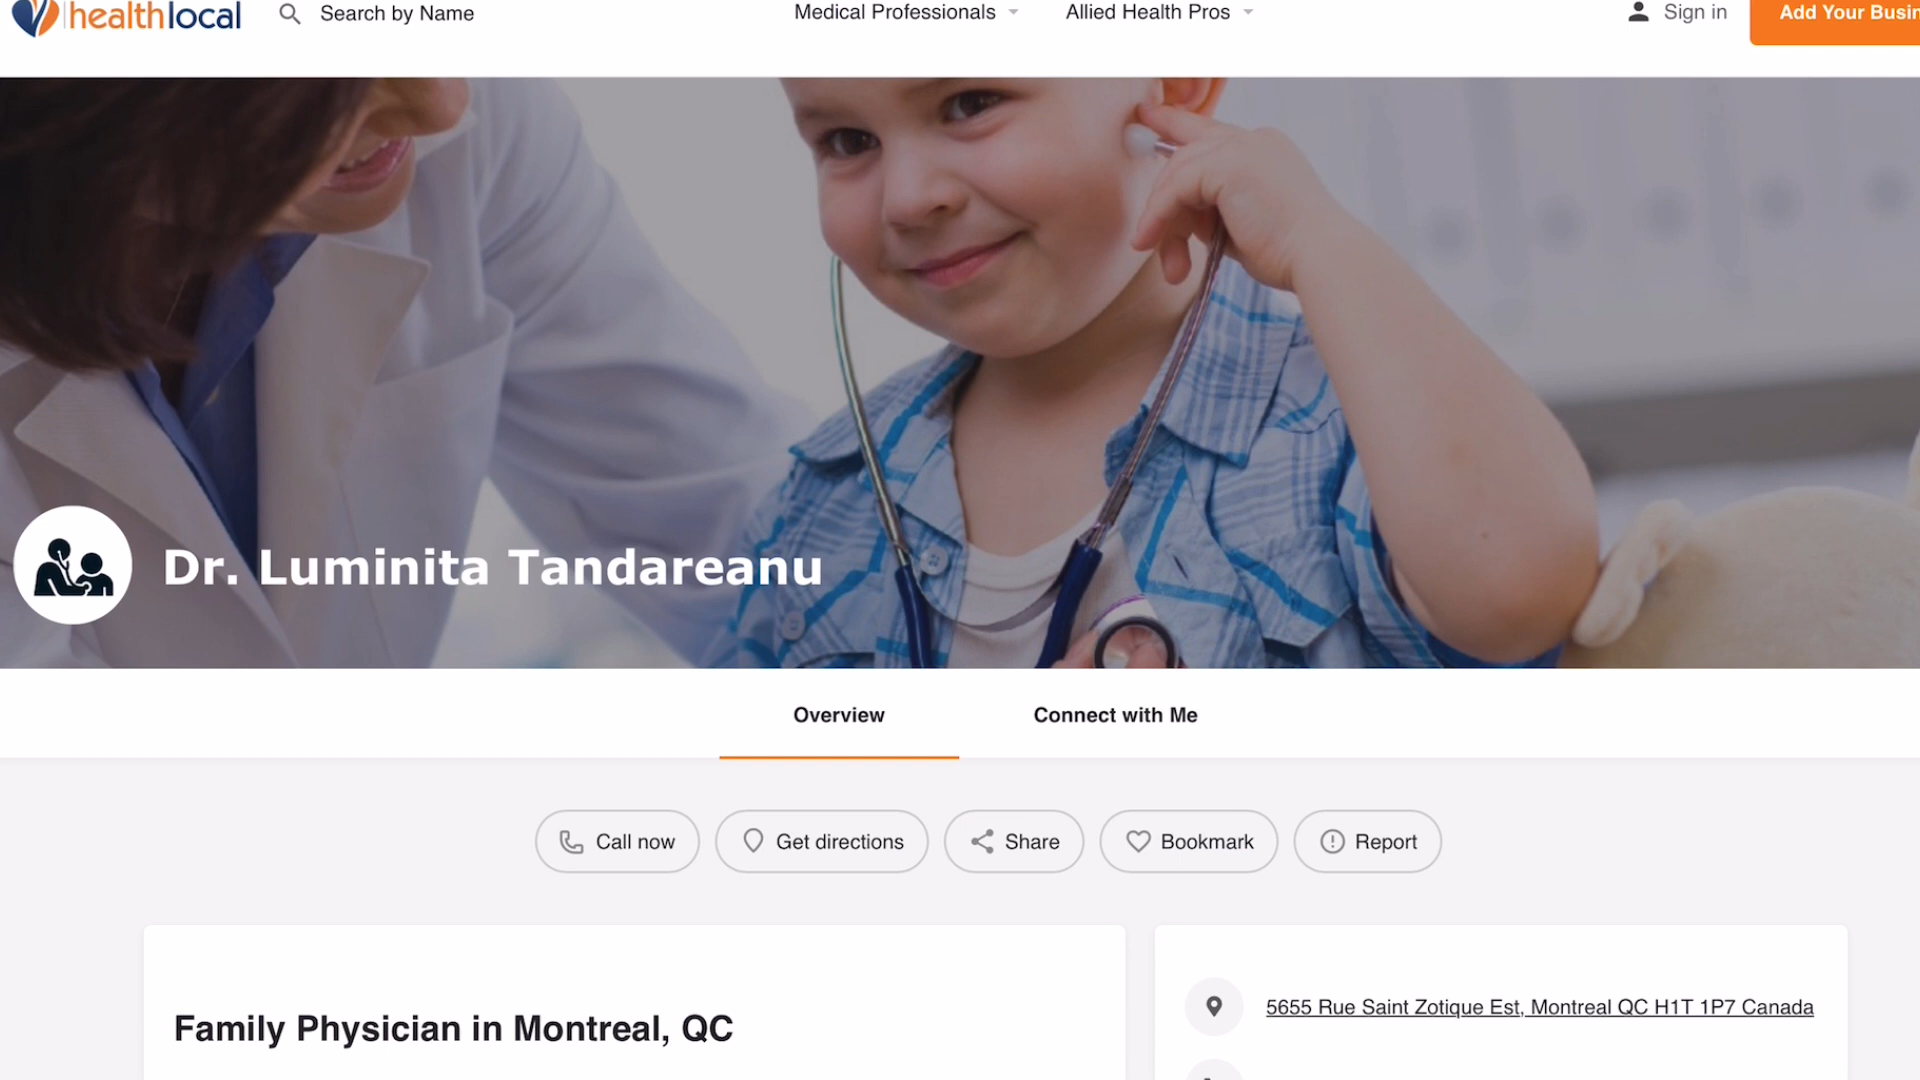 healthlocal
Search by Name
Medical Professionals
Allied Health Pros
Sign in
Add Your Busin
Dr. Luminita Tandareanu
Overview
Connect with Me
Call now
Get directions
Share
Bookmark
Report
Family Physician in Montreal, QC
5655 Rue Saint Zotique Est, Montreal QC H1T 1P7 Canada